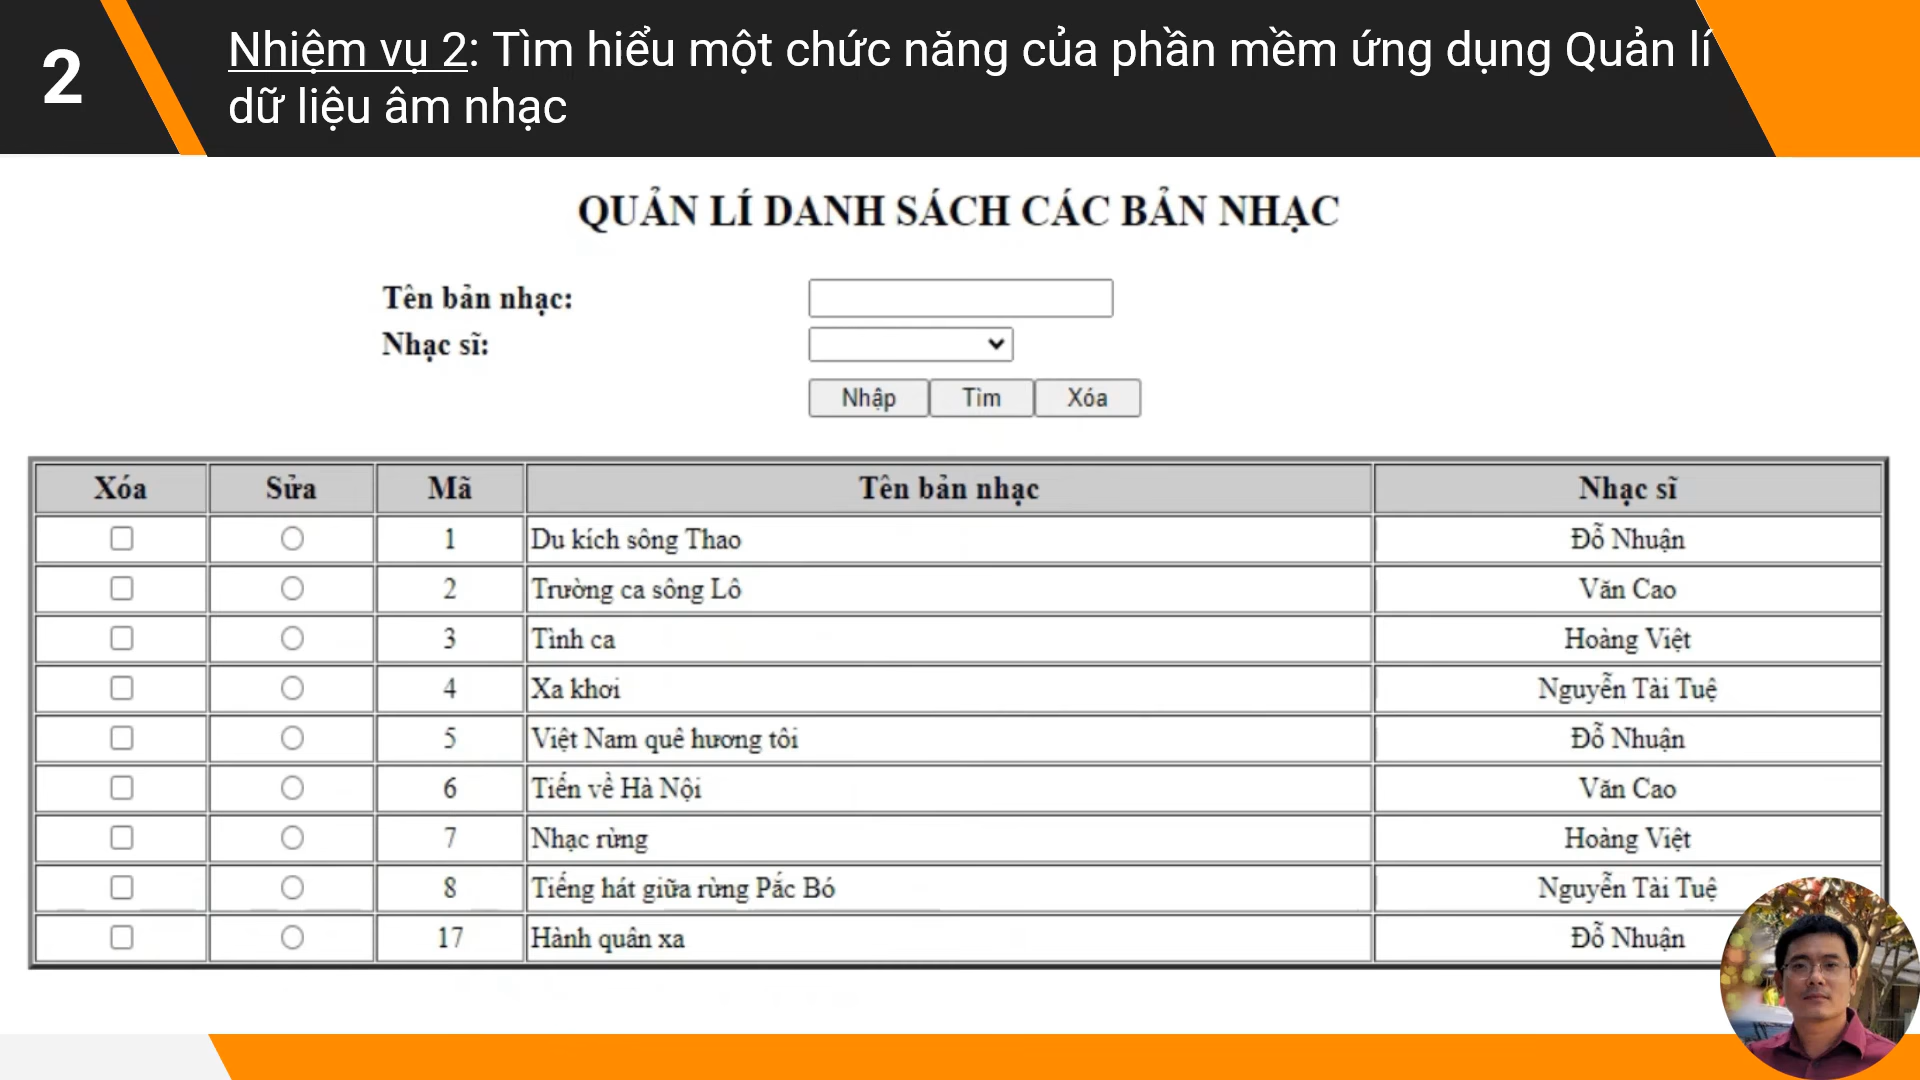 2
Nhiệm vụ 2: Tìm hiểu một chức năng của phần mềm ứng dụng Quản lí
dữ liệu âm nhạc
QUẢN LÍ DANH SÁCH CÁC BẢN NHẠC
Tên bản nhạc:
Nhạc sĩ:
Nhập Tìm Xóa
Xóa Sửa Mã Tên bản nhạc Nhạc sĩ
1 Du kích sông Thao Đỗ Nhuận
2 Trường ca sông Lô Văn Cao
3 Tình ca Hoàng Việt
4 Xa khơi Nguyễn Tài Tuệ
5 Việt Nam quê hương tôi Đỗ Nhuận
6 Tiến về Hà Nội Văn Cao
7 Nhạc rừng Hoàng Việt
8 Tiếng hát giữa rừng Pắc Bó Nguyễn Tài Tuệ
17 Hành quân xa Đỗ Nhuận